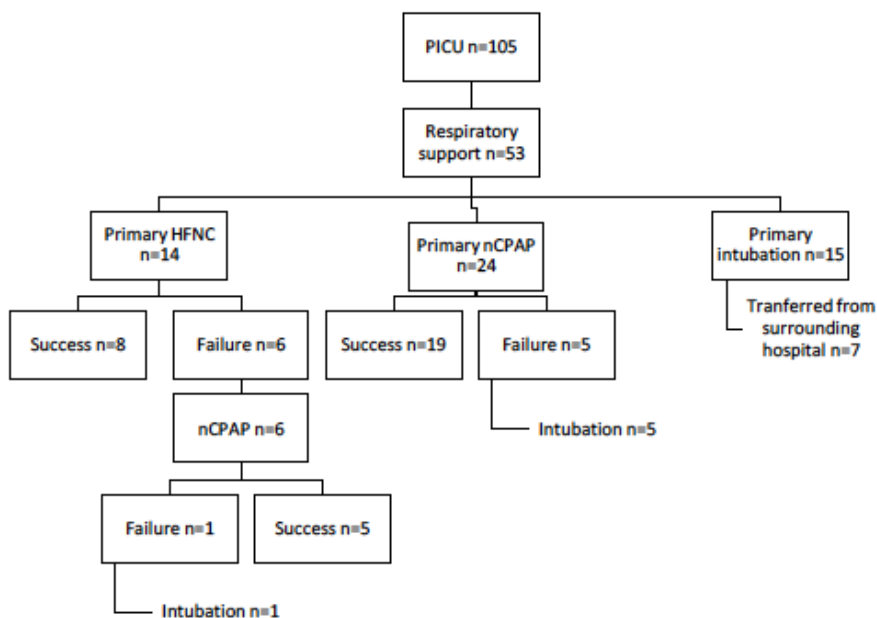 PICU n=105
Respiratory
support n=53
Primary HFNC
n=14
Primary nCPAP
n=24
Primary
intubation n=15
Success n=8
Failure n=6
Success n=19
Failure n=5
Tranferred from
surrounding
hospital n=7
nCPAP n=6
Intubation n=5
Failure n=1
Success n=5
Intubation n=1